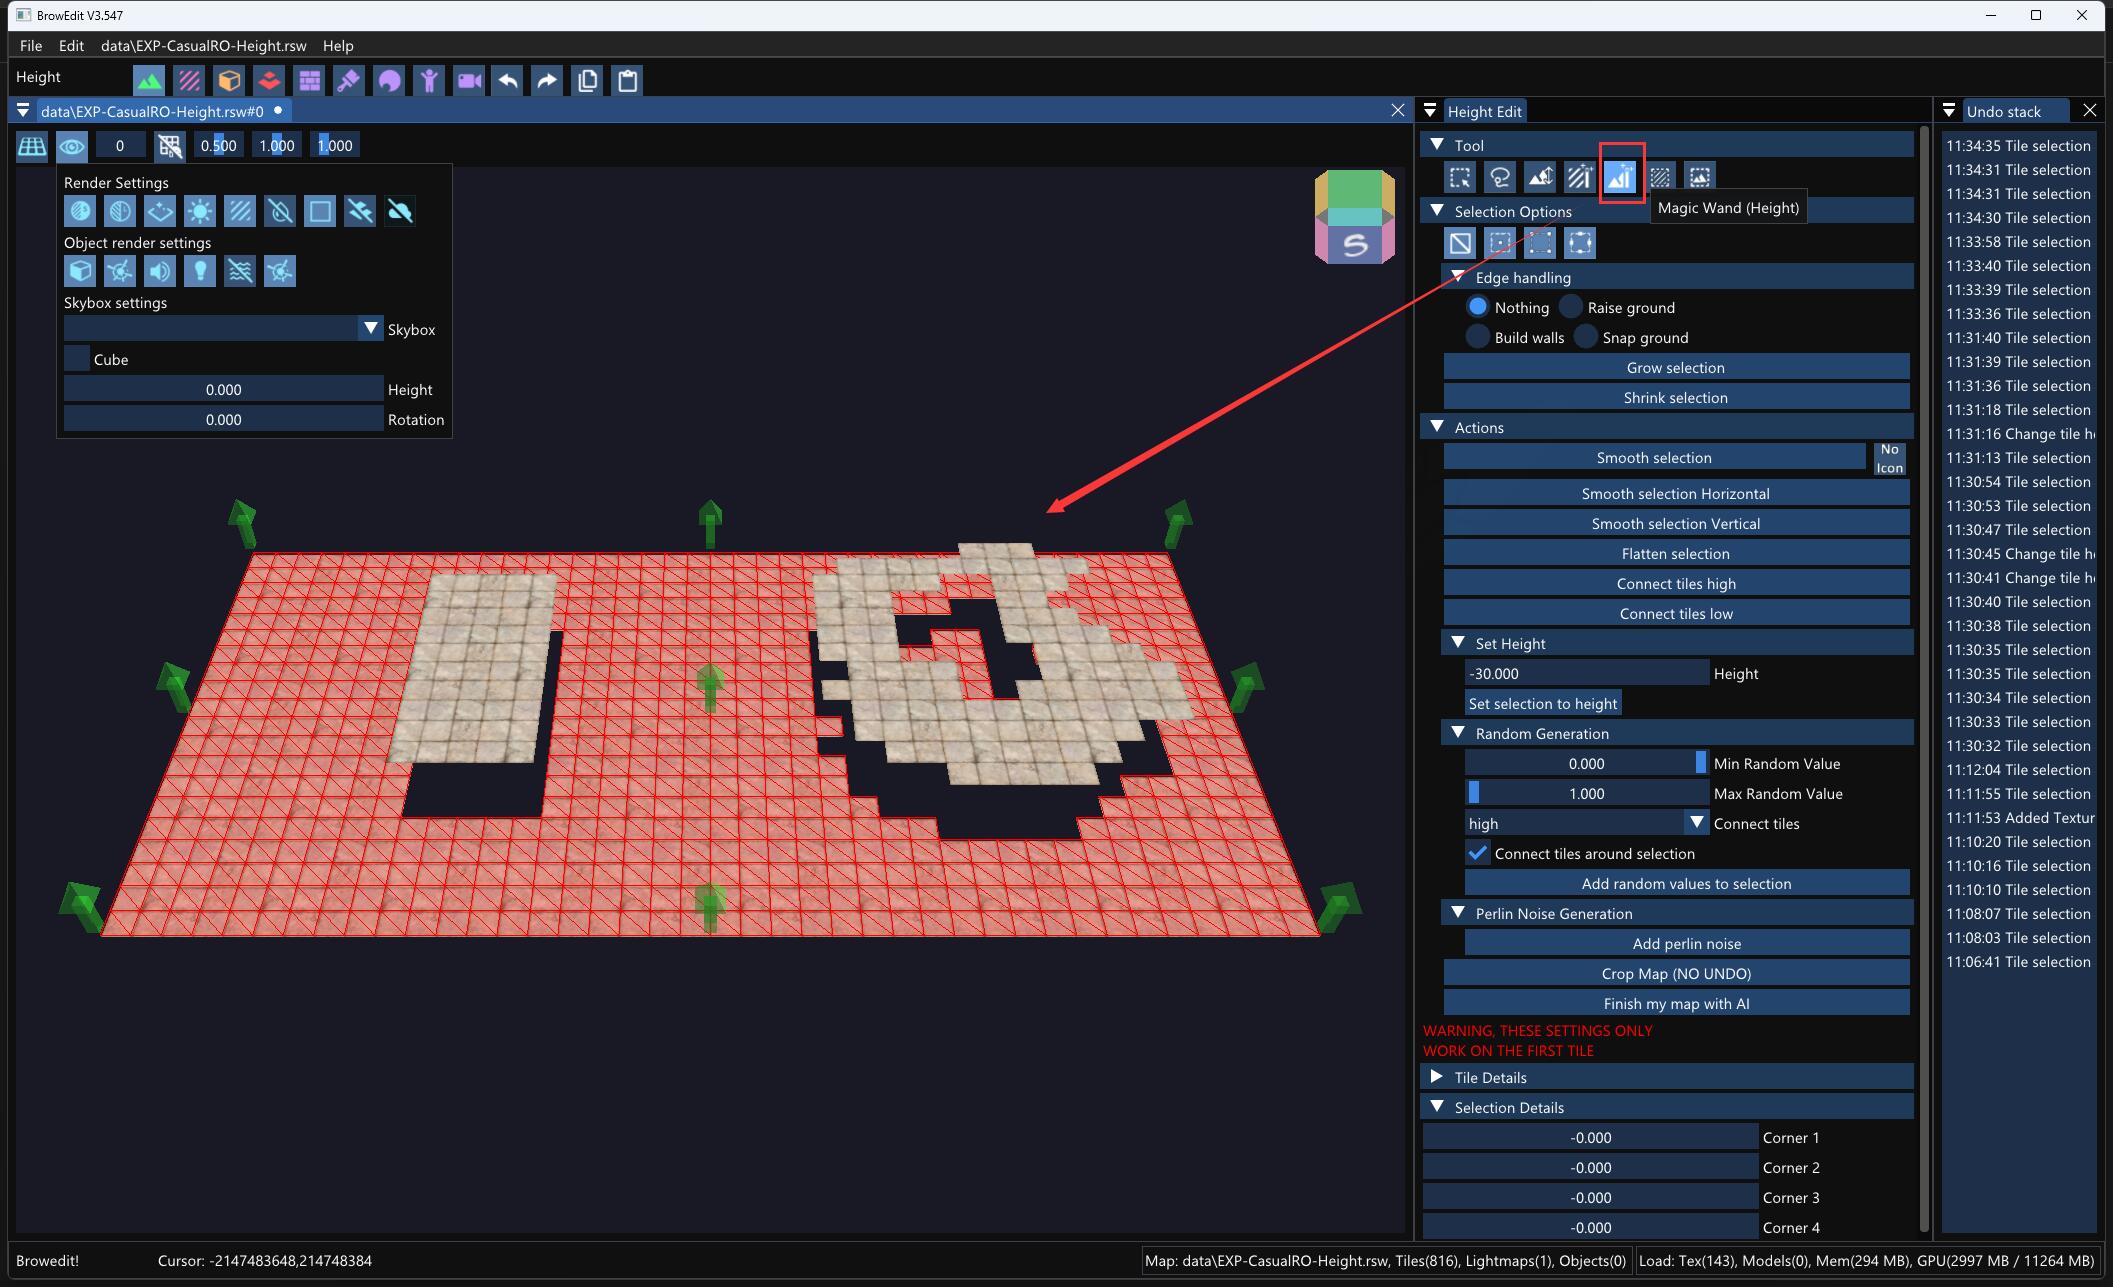 BrowEdit V3.547
File Edit data\EXP-CasualRO-Height.rsw Help
Height
data\EXP-CasualRO-Height.rsw#0
0 0.500 1.000 1.000
Render Settings
Object render settings
Skybox settings
Skybox
Cube
0.000 Height
0.000 Rotation
S
Height Edit
Tool
Magic Wand (Height)
Selection Options
Edge handling
Nothing Raise ground
Build walls Snap ground
Grow selection
Shrink selection
Actions
Smooth selection
No
Icon
Smooth selection Horizontal
Smooth selection Vertical
Flatten selection
Connect tiles high
Connect tiles low
Set Height
-30.000 Height
Set selection to height
Random Generation
0.000 Min Random Value
1.000 Max Random Value
high Connect tiles
Connect tiles around selection
Add random values to selection
Perlin Noise Generation
Add perlin noise
Crop Map (NO UNDO)
Finish my map with AI
WARNING, THESE SETTINGS ONLY
WORK ON THE FIRST TILE
Tile Details
Selection Details
-0.000 Corner 1
-0.000 Corner 2
-0.000 Corner 3
-0.000 Corner 4
Undo stack
11:34:35 Tile selection
11:34:31 Tile selection
11:34:31 Tile selection
11:34:30 Tile selection
11:33:58 Tile selection
11:33:40 Tile selection
11:33:39 Tile selection
11:33:36 Tile selection
11:31:40 Tile selection
11:31:39 Tile selection
11:31:36 Tile selection
11:31:18 Tile selection
11:31:16 Change tile h
11:31:13 Tile selection
11:30:54 Tile selection
11:30:53 Tile selection
11:30:47 Tile selection
11:30:45 Change tile h
11:30:41 Change tile h
11:30:40 Tile selection
11:30:38 Tile selection
11:30:35 Tile selection
11:30:35 Tile selection
11:30:34 Tile selection
11:30:33 Tile selection
11:30:32 Tile selection
11:12:04 Tile selection
11:11:55 Tile selection
11:11:53 Added Textur
11:10:20 Tile selection
11:10:16 Tile selection
11:10:10 Tile selection
11:08:07 Tile selection
11:08:03 Tile selection
11:06:41 Tile selection
Browedit! Cursor: -2147483648,214748384
Map: data\EXP-CasualRO-Height.rsw, Tiles(816), Lightmaps(1), Objects(0) Load: Tex(143), Models(0), Mem(294 MB), GPU(2997 MB / 11264 MB)